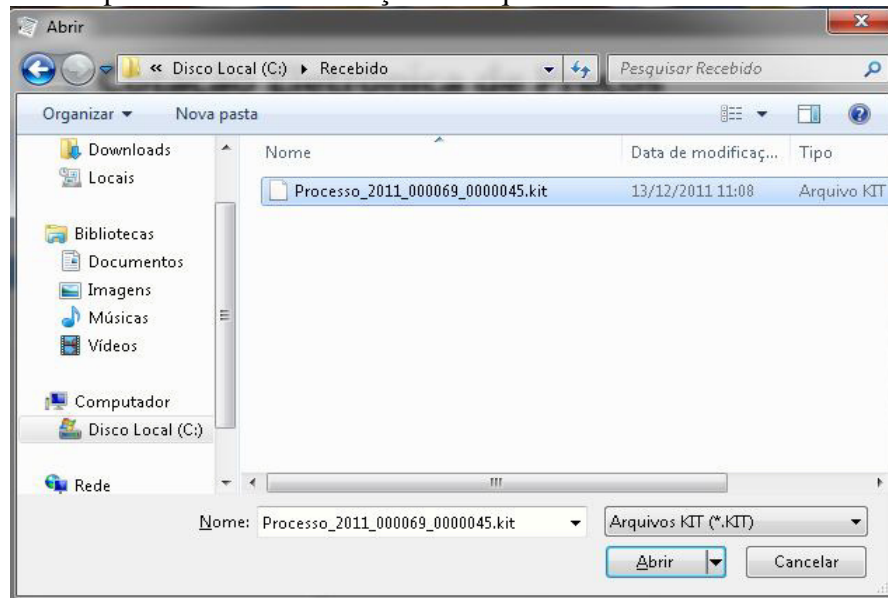 Abrir
« Disco Local (C:) ▸ Recebido
Pesquisar Recebido
Organizar ▾ Nova pasta
Nome
Data de modificaç...
Tipo
Processo_2011_000069_0000045.kit
13/12/2011 11:08
Arquivo KIT
Downloads
Locais
Bibliotecas
Documentos
Imagens
Músicas
Vídeos
Computador
Disco Local (C:)
Rede
Nome: Processo_2011_000069_0000045.kit
Arquivos KIT (*.KIT)
Abrir
Cancelar